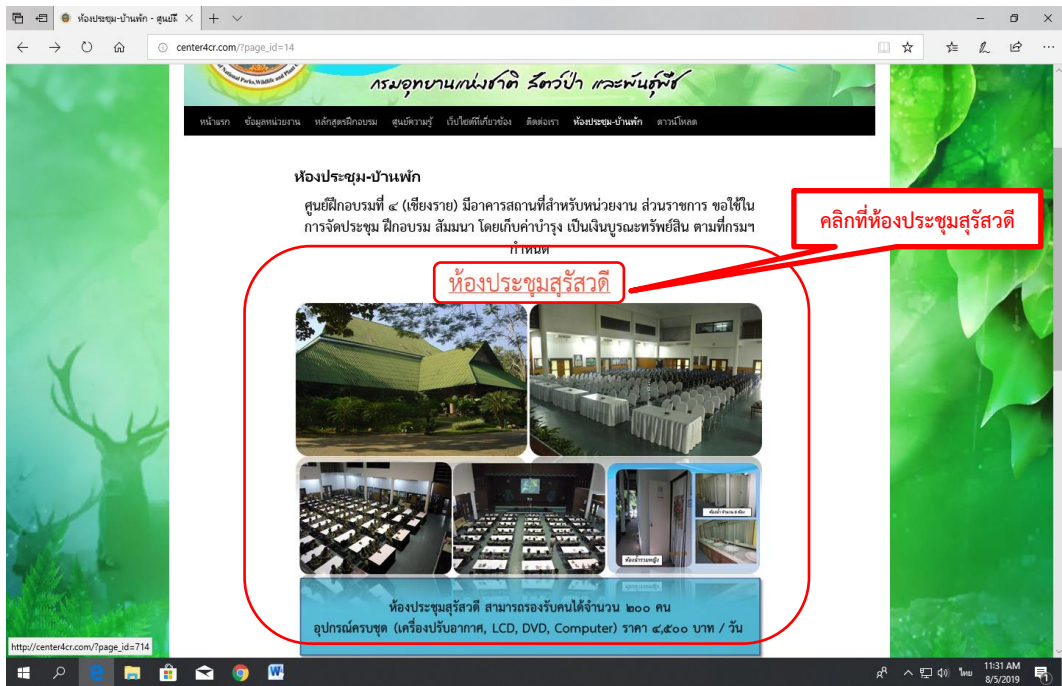 ห้องประชุม-บ้านพัก - ศูนย์ฝึ
center4cr.com/?page_id=14
กรมอุทยานแห่งชาติ สัตว์ป่า และพันธุ์พืช
หน้าแรก ข้อมูลหน่วยงาน หลักสูตรฝึกอบรม ศูนย์ความรู้ เว็บไซต์ที่เกี่ยวข้อง ติดต่อเรา ห้องประชุม-บ้านพัก ดาวน์โหลด
ห้องประชุม-บ้านพัก
ศูนย์ฝึกอบรมที่ ๔ (เชียงราย) มีอาคารสถานที่สำหรับหน่วยงาน ส่วนราชการ ขอใช้ใน
การจัดประชุม ฝึกอบรม สัมมนา โดยเก็บค่าบำรุง เป็นเงินบูรณะทรัพย์สิน ตามที่กรมฯ
กำหนด
คลิกที่ห้องประชุมสุรัสวดี
ห้องประชุมสุรัสวดี
ห้องน้ำรวมหญิง
ห้องประชุมสุรัสวดี สามารถรองรับคนได้จำนวน ๒๐๐ คน
อุปกรณ์ครบชุด (เครื่องปรับอากาศ, LCD, DVD, Computer) ราคา ๔,๕๐๐ บาท / วัน
http://center4cr.com/?page_id=714
ไทย
11:31 AM
8/5/2019